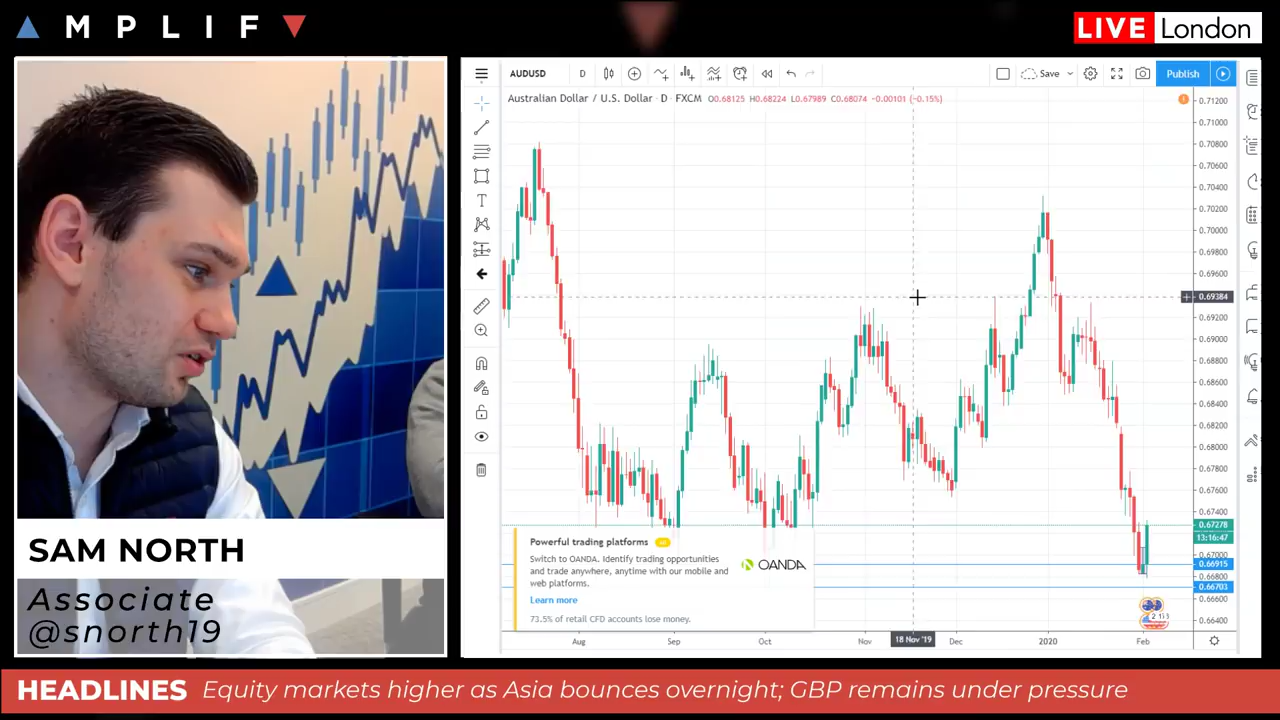 AMPLIFY
LIVE London
AUDUSD
D
Save
Publish
Australian Dollar / U.S. Dollar · D · FXCM O0.68125 H0.68224 L0.67989 C0.68074 -0.00101 (-0.15%)
0.71200
0.71000
0.70800
0.70600
0.70400
0.70200
0.70000
0.69800
0.69600
0.69384
0.69200
0.69000
0.68800
0.68600
0.68400
0.68200
0.68000
0.67800
0.67600
0.67400
0.67278
13:16:47
0.67000
0.66915
0.66800
0.66703
0.66600
0.66400
Powerful trading platforms
Switch to OANDA. Identify trading opportunities
and trade anywhere, anytime with our mobile and
web platforms.
Learn more
73.5% of retail CFD accounts lose money.
OANDA
Aug
Sep
Oct
Nov
18 Nov '19
Dec
2020
Feb
SAM NORTH
Associate
@snorth19
HEADLINES Equity markets higher as Asia bounces overnight; GBP remains under pressure